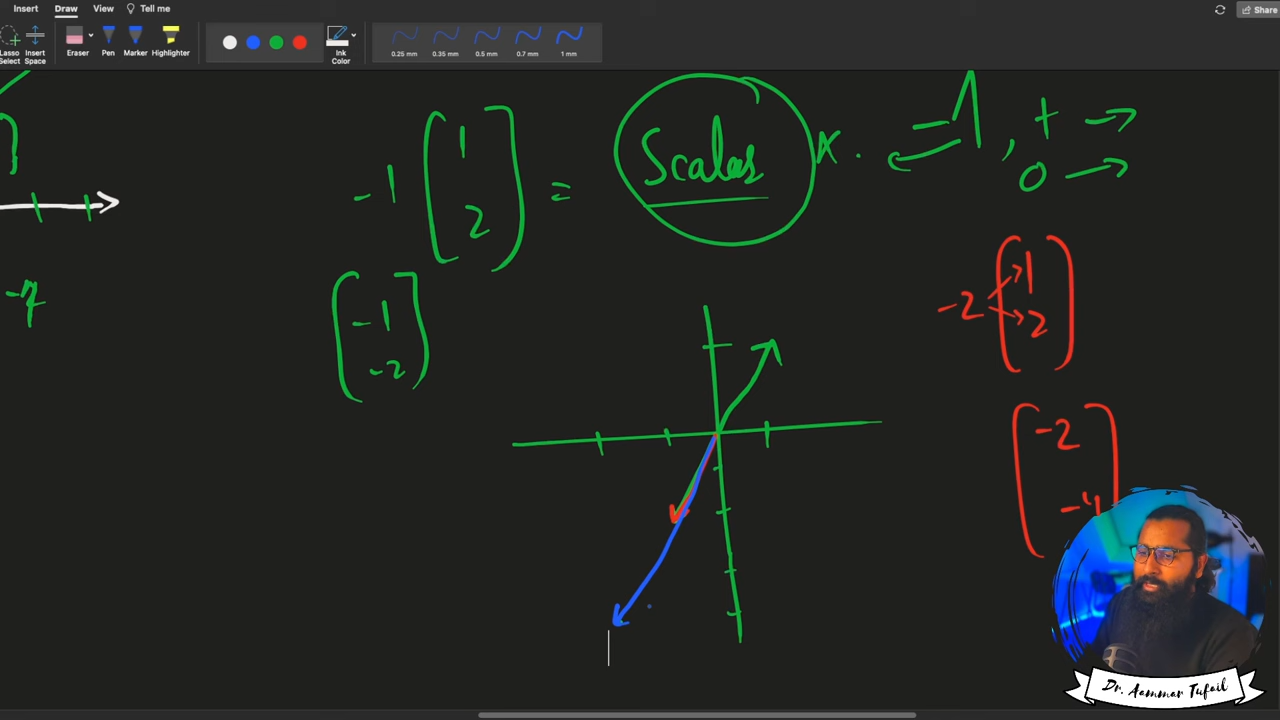 Insert Draw View Tell me
Share
Lasso Select
Insert Space
Eraser
Pen
Marker
Highlighter
Ink Color
0.25 mm 0.35 mm 0.5 mm 0.7 mm 1 mm
-1 [1 2] =
Scalar
-1, + →
0 →
-2 [1 2]
[-1 -2]
[-2 -4]
Dr. Aammar Tufail